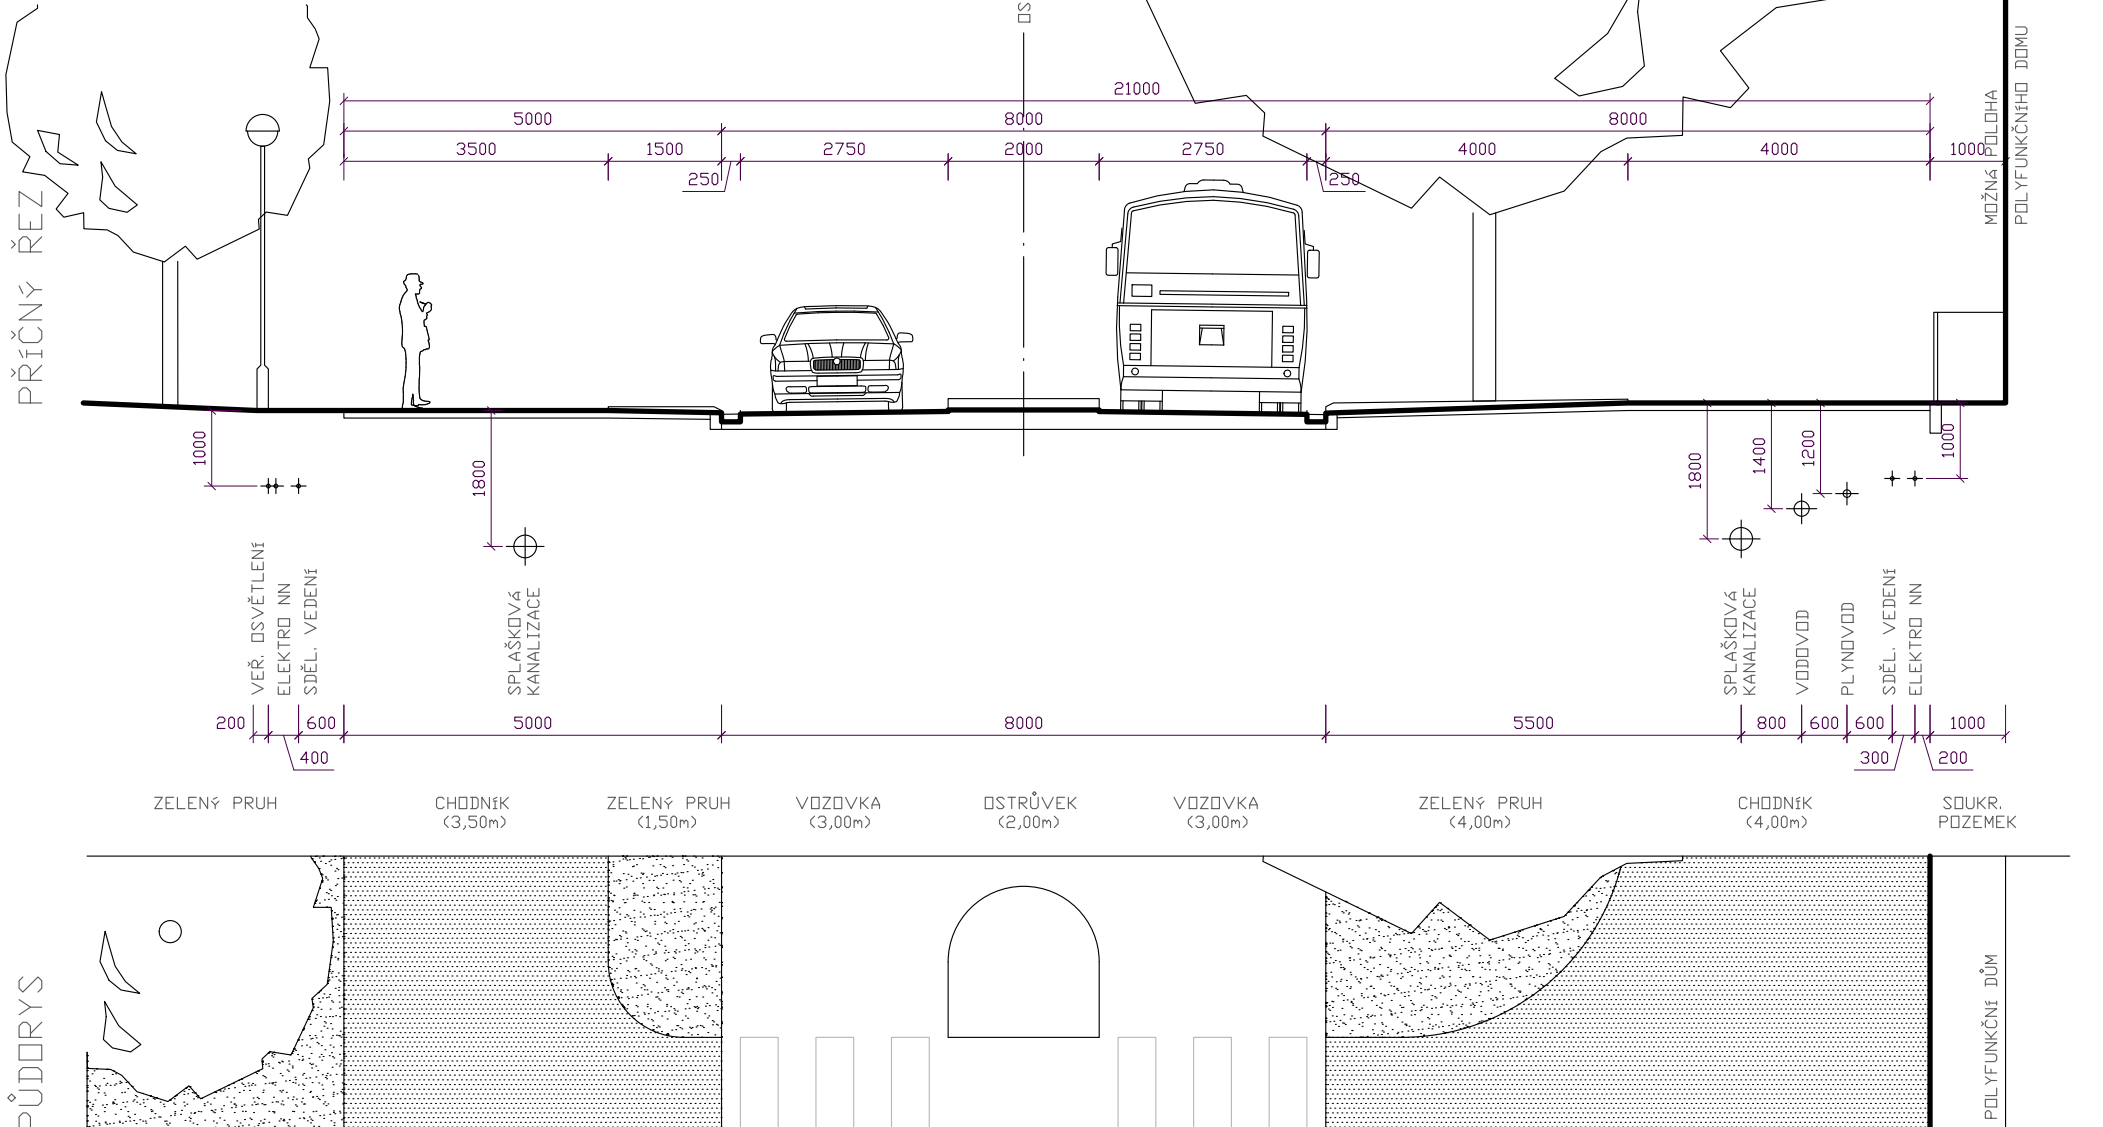 OS
MOŽNÁ POLOHA
POLYFUNKČNÍHO DOMU
21000
5000
8000
8000
3500
1500
2750
2000
2750
4000
4000
1000
250
250
PŘÍČNÝ ŘEZ
1000
1800
1800
1400
1200
1000
VEŘ. OSVĚTLENÍ
ELEKTRO NN
SDĚL. VEDENÍ
SPLAŠKOVÁ
KANALIZACE
SPLAŠKOVÁ
KANALIZACE
VODOVOD
PLYNOVOD
SDĚL. VEDENÍ
ELEKTRO NN
200
600
5000
8000
5500
800
600
600
1000
400
300
200
ZELENÝ PRUH
CHODNÍK
(3,50m)
ZELENÝ PRUH
(1,50m)
VOZOVKA
(3,00m)
OSTRŮVEK
(2,00m)
VOZOVKA
(3,00m)
ZELENÝ PRUH
(4,00m)
CHODNÍK
(4,00m)
SOUKR.
POZEMEK
PŮDORYS
POLYFUNKČNÍ DŮM